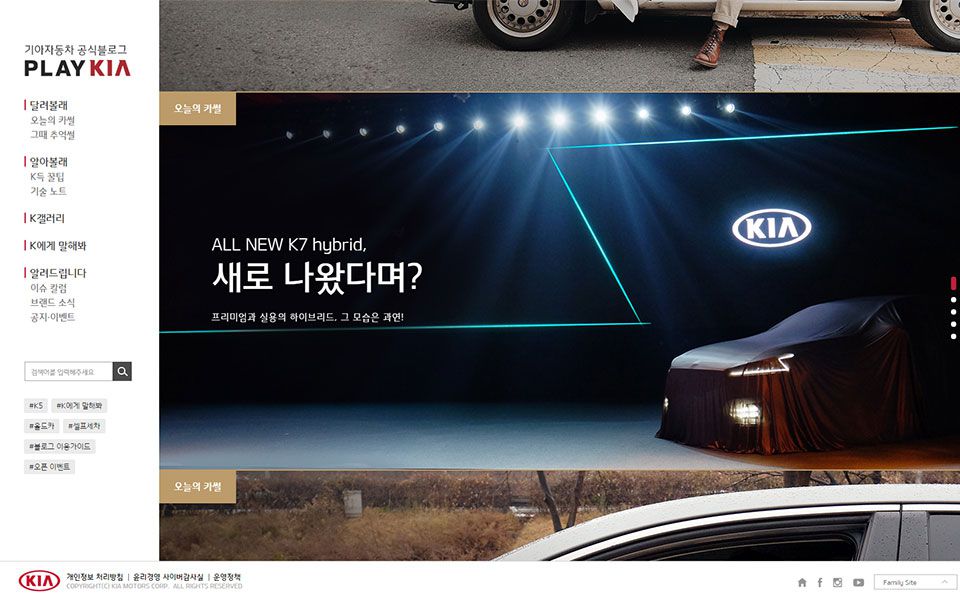 기아자동차 공식블로그
PLAY KIA
달려볼래
오늘의 카썰
그때 추억썰
알아볼래
K득 꿀팁
기술 노트
K갤러리
K에게 말해봐
알려드립니다
이슈 칼럼
브랜드 소식
공지·이벤트
검색어를 입력해주세요
#K5 #K에게 말해봐
#올드카 #셀프세차
#블로그 이용가이드
#오픈 이벤트
오늘의 카썰
KIA
ALL NEW K7 hybrid,
새로 나왔다며?
프리미엄과 실용의 하이브리드. 그 모습은 과연!
오늘의 카썰
KIA
개인정보 처리방침 | 윤리경영 사이버감사실 | 운영정책
COPYRIGHT(C) KIA MOTORS CORP. ALL RIGHTS RESERVED
Family Site